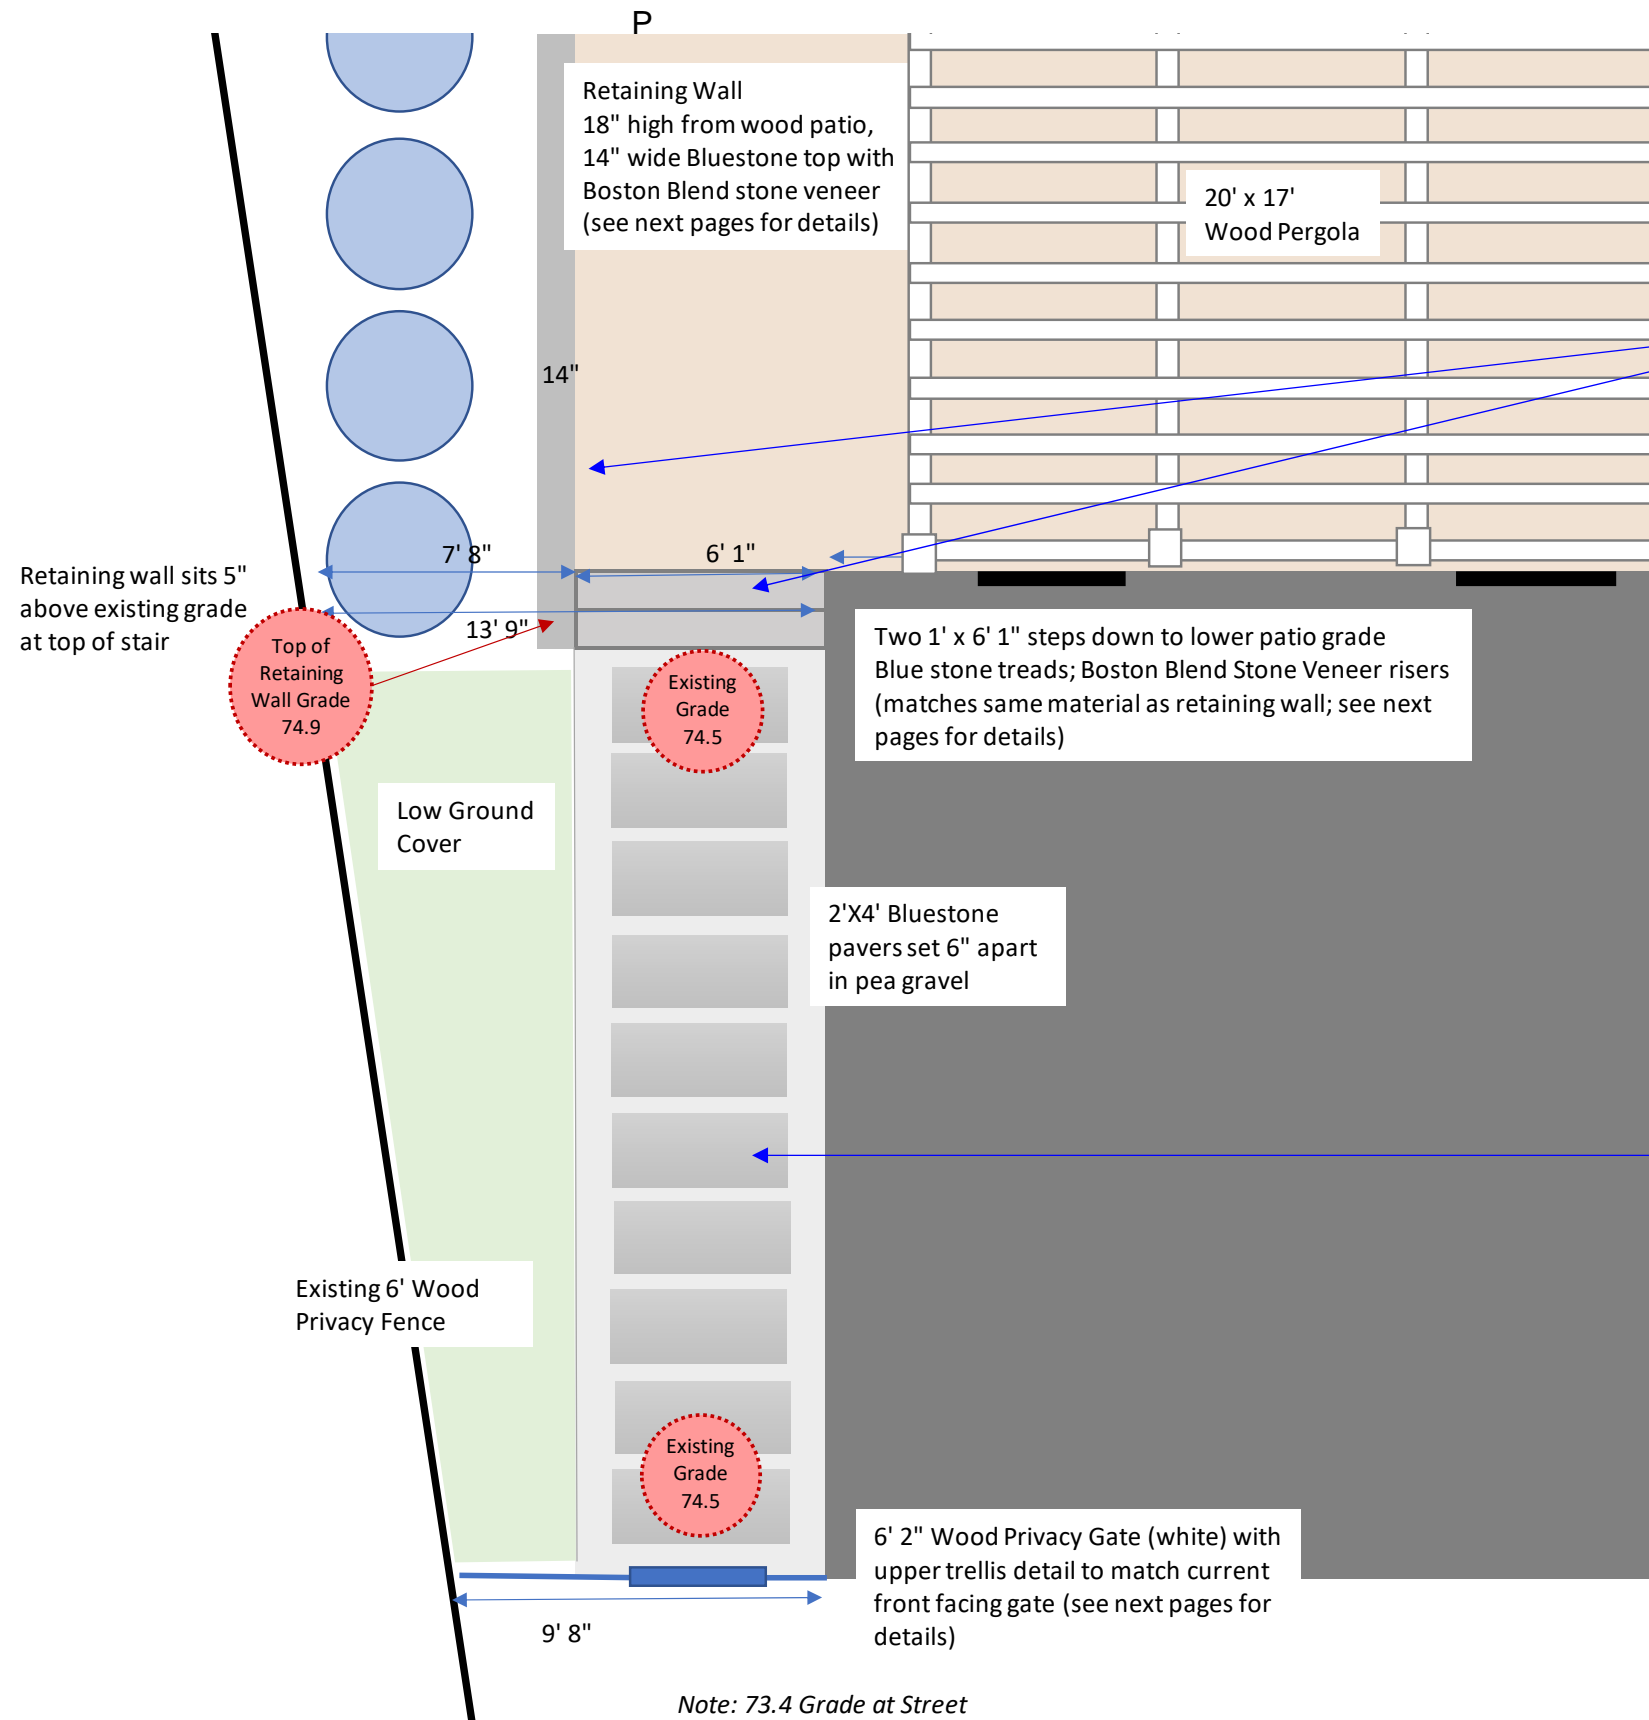 P
Retaining Wall
18" high from wood patio,
14" wide Bluestone top with
Boston Blend stone veneer
(see next pages for details)
20' x 17'
Wood Pergola
14"
7' 8"
6' 1"
Retaining wall sits 5"
above existing grade
at top of stair
13' 9"
Top of
Retaining
Wall Grade
74.9
Existing
Grade
74.5
Two 1' x 6' 1" steps down to lower patio grade
Blue stone treads; Boston Blend Stone Veneer risers
(matches same material as retaining wall; see next
pages for details)
Low Ground
Cover
2'X4' Bluestone
pavers set 6" apart
in pea gravel
Existing 6' Wood
Privacy Fence
Existing
Grade
74.5
6' 2" Wood Privacy Gate (white) with
upper trellis detail to match current
front facing gate (see next pages for
details)
9' 8"
Note: 73.4 Grade at Street